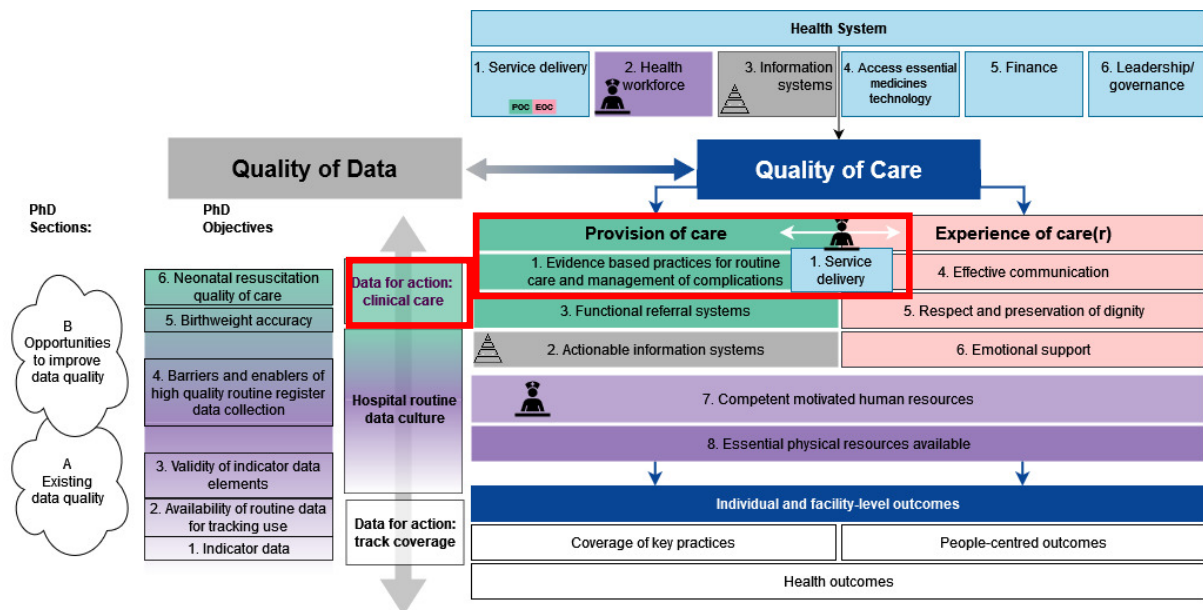 Health System
1. Service delivery
POC EOC
2. Health
workforce
3. Information
systems
4. Access essential
medicines
technology
5. Finance
6. Leadership/
governance
Quality of Data
Quality of Care
PhD
Sections:
PhD
Objectives
Provision of care
Experience of care(r)
6. Neonatal resuscitation
quality of care
5. Birthweight accuracy
4. Barriers and enablers of
high quality routine register
data collection
3. Validity of indicator data
elements
2. Availability of routine data
for tracking use
1. Indicator data
B
Opportunities
to improve
data quality
A
Existing
data quality
Data for action:
clinical care
Hospital routine
data culture
Data for action:
track coverage
1. Evidence based practices for routine
care and management of complications
1. Service
delivery
4. Effective communication
3. Functional referral systems
5. Respect and preservation of dignity
2. Actionable information systems
6. Emotional support
7. Competent motivated human resources
8. Essential physical resources available
Individual and facility-level outcomes
Coverage of key practices
People-centred outcomes
Health outcomes